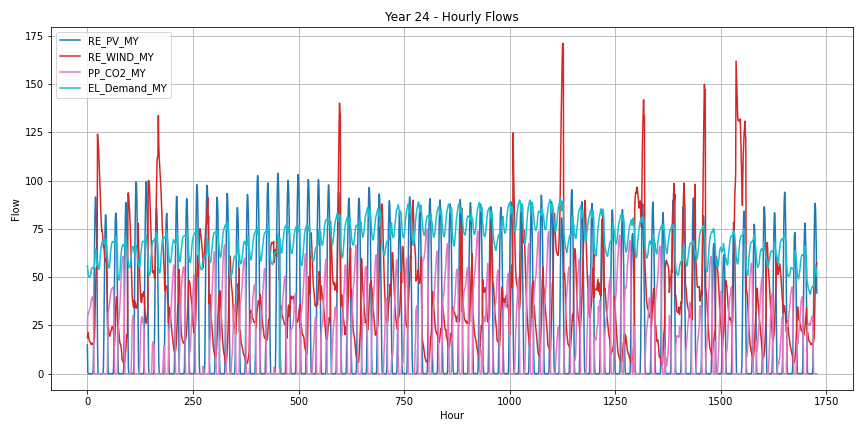 Year 24 - Hourly Flows
RE_PV_MY
RE_WIND_MY
PP_CO2_MY
EL_Demand_MY
175
150
125
100
75
50
25
0
Flow
0 250 500 750 1000 1250 1500 1750
Hour